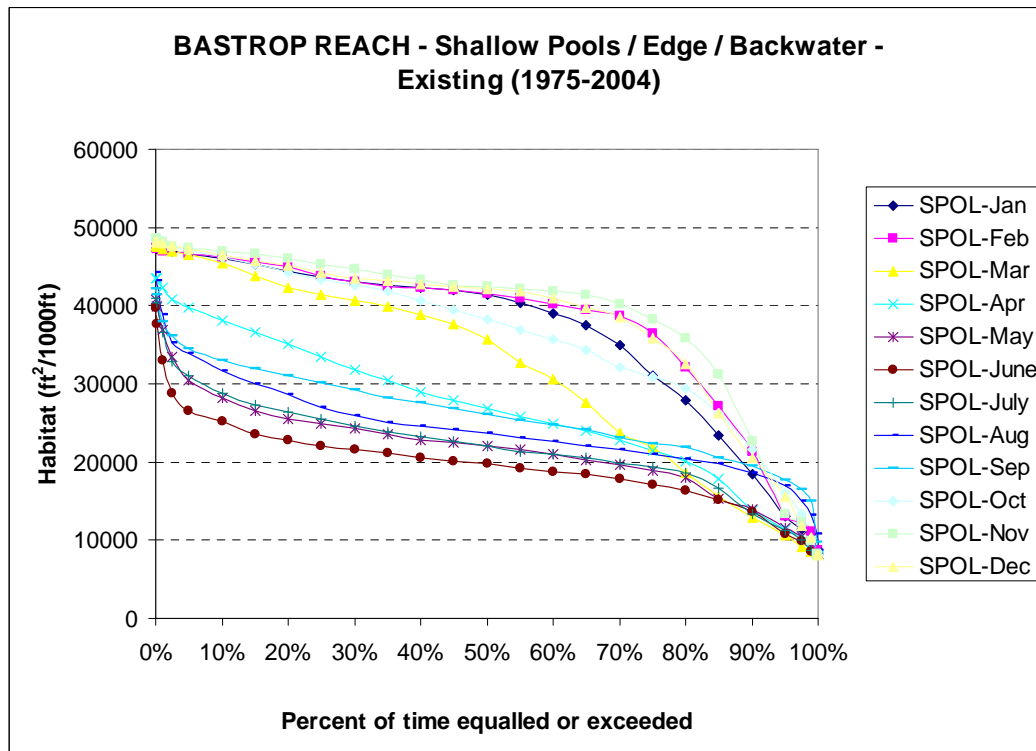 BASTROP REACH - Shallow Pools / Edge / Backwater -
Existing (1975-2004)
60000
50000
40000
30000
20000
10000
0
Habitat (ft²/1000ft)
0% 10% 20% 30% 40% 50% 60% 70% 80% 90% 100%
Percent of time equalled or exceeded
SPOL-Jan
SPOL-Feb
SPOL-Mar
SPOL-Apr
SPOL-May
SPOL-June
SPOL-July
SPOL-Aug
SPOL-Sep
SPOL-Oct
SPOL-Nov
SPOL-Dec